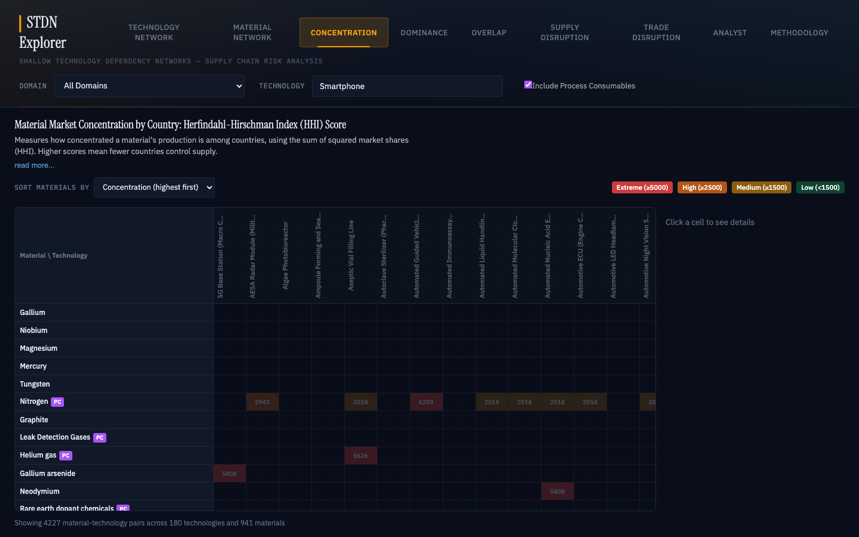 STDN
Explorer
TECHNOLOGY
NETWORK
MATERIAL
NETWORK
CONCENTRATION
DOMINANCE
OVERLAP
SUPPLY
DISRUPTION
TRADE
DISRUPTION
ANALYST
METHODOLOGY
SHALLOW TECHNOLOGY DEPENDENCY NETWORKS — SUPPLY CHAIN RISK ANALYSIS
DOMAIN All Domains TECHNOLOGY Smartphone Include Process Consumables
Material Market Concentration by Country: Herfindahl-Hirschman Index (HHI) Score
Measures how concentrated a material's production is among countries, using the sum of squared market shares
(HHI). Higher scores mean fewer countries control supply.
read more...
SORT MATERIALS BY Concentration (highest first) Extreme (≥5000) High (≥2500) Medium (≥1500) Low (<1500)
Material \ Technology
5G Base Station (Macro C...
AESA Radar Module (Milit...
Algae Photobioreactor
Ampoule Forming and Sea...
Aseptic Vial Filling Line
Autoclave Sterilizer (Phar...
Automated Guided Vehicl...
Automated Immunoassay...
Automated Liquid Handlin...
Automated Molecular Cla...
Automated Nucleic Acid E...
Automotive ECU (Engine C...
Automotive LED Headlam...
Automotive Night Vision S...
Click a cell to see details
Gallium
Niobium
Magnesium
Mercury
Tungsten
Nitrogen PC 2943 2018 6203 2018 2018 2018 2018 20
Graphite
Leak Detection Gases PC
Helium gas PC 5626
Gallium arsenide 5808
Neodymium 5808
Rare earth dopant chemicals PC
Showing 4227 material-technology pairs across 180 technologies and 941 materials